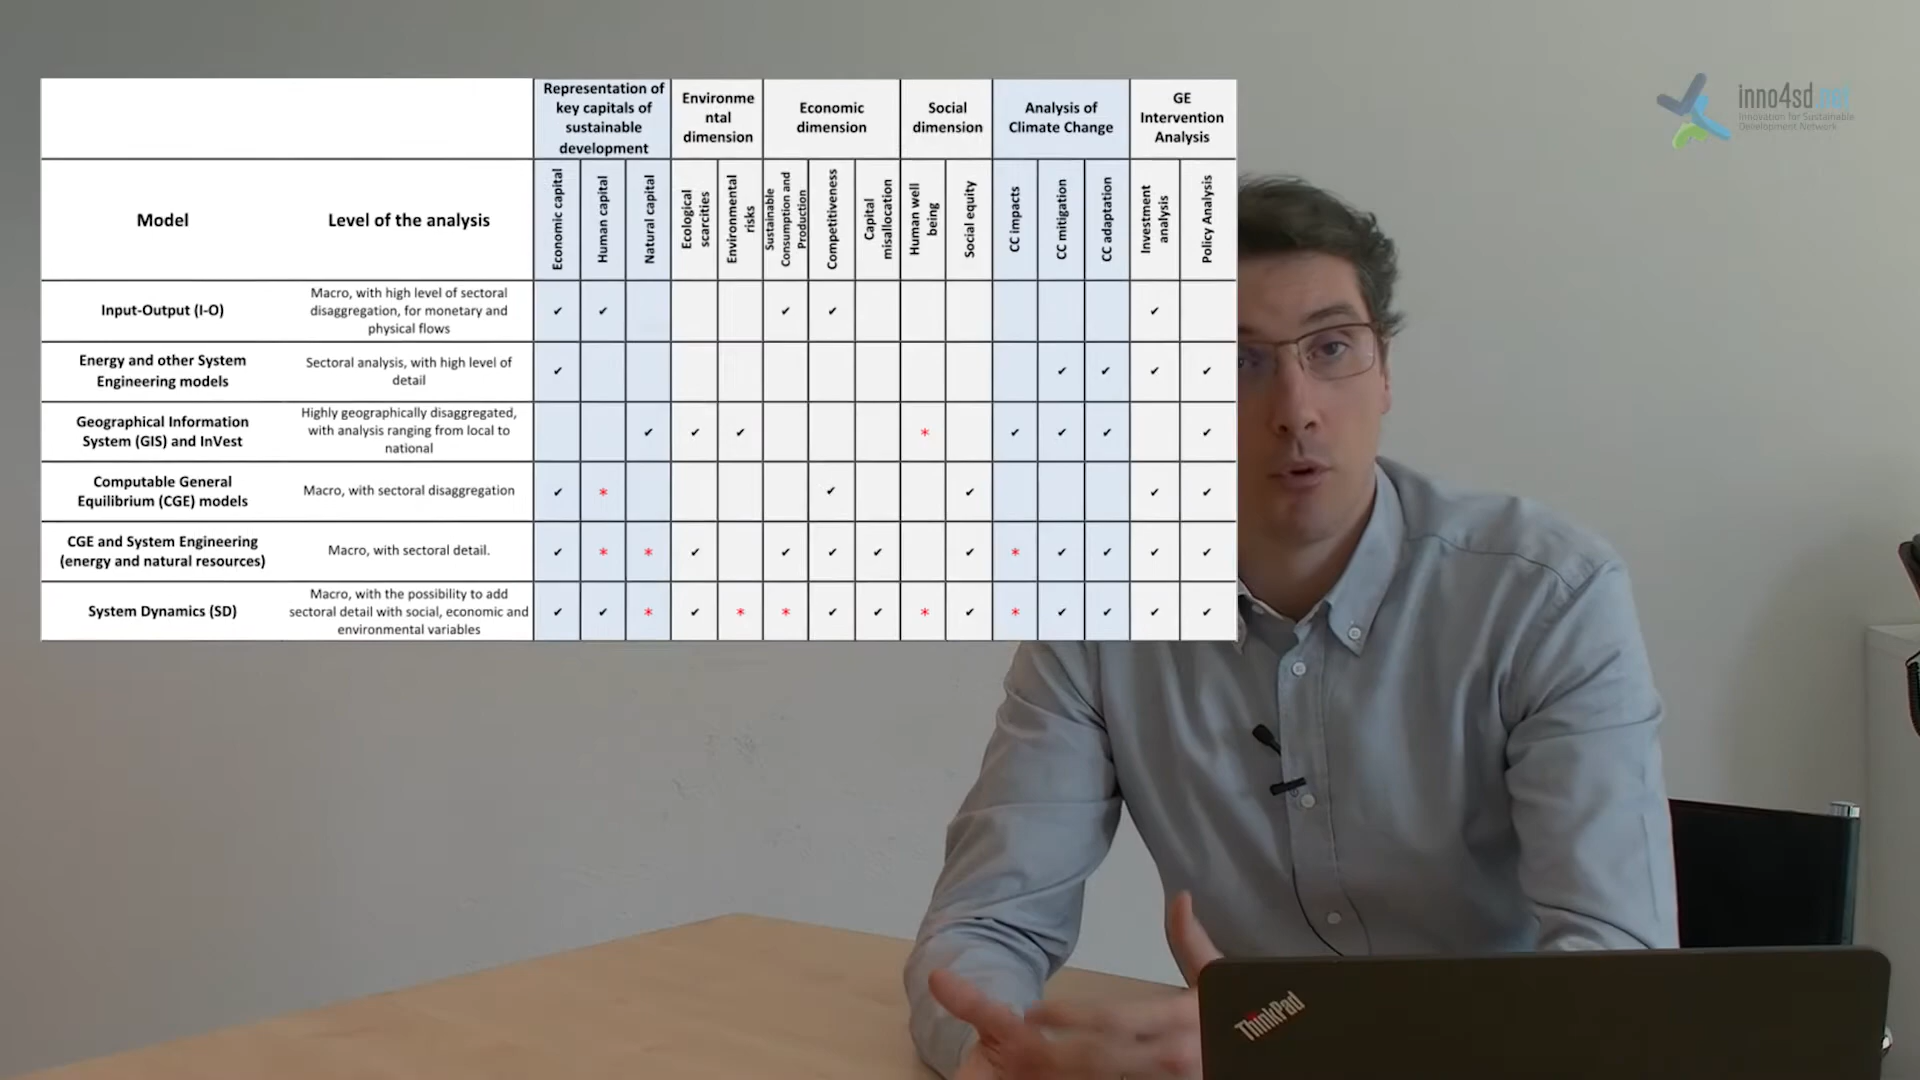 Representation of
key capitals of
sustainable
development
Environme
ntal
dimension
Economic
dimension
Social
dimension
Analysis of
Climate Change
GE
Intervention
Analysis
Model
Level of the analysis
Economic capital
Human capital
Natural capital
Ecological
scarcities
Environmental
risks
Sustainable
Consumption and
Production
Competitiveness
Capital
misallocation
Human well
being
Social equity
CC impacts
CC mitigation
CC adaptation
Investment
analysis
Policy Analysis
Input-Output (I-O)
Macro, with high level of sectoral
disaggregation, for monetary and
physical flows
✔ ✔ ✔ ✔ ✔
Energy and other System
Engineering models
Sectoral analysis, with high level of
detail
✔ ✔ ✔ ✔ ✔
Geographical Information
System (GIS) and InVest
Highly geographically disaggregated,
with analysis ranging from local to
national
✔ ✔ ✔ * ✔ ✔ ✔ ✔
Computable General
Equilibrium (CGE) models
Macro, with sectoral disaggregation
✔ * ✔ ✔ ✔ ✔
CGE and System Engineering
(energy and natural resources)
Macro, with sectoral detail.
✔ * * ✔ ✔ ✔ ✔ ✔ * ✔ ✔ ✔ ✔
System Dynamics (SD)
Macro, with the possibility to add
sectoral detail with social, economic and
environmental variables
✔ ✔ * ✔ * * ✔ ✔ * ✔ * ✔ ✔ ✔ ✔
inno4sd.net
Innovation for Sustainable
Development Network
ThinkPad